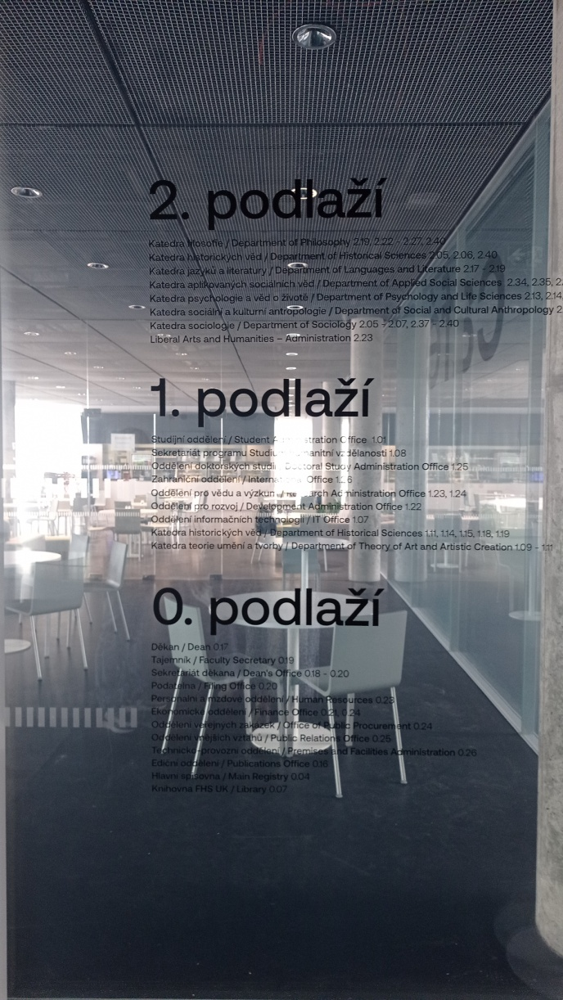 2. podlaží
Katedra filosofie / Department of Philosophy 2.19, 2.22 - 2.27, 2.40
Katedra historických věd / Department of Historical Sciences 2.05, 2.06, 2.40
Katedra jazyků a literatury / Department of Languages and Literature 2.17 - 2.19
Katedra aplikovaných sociálních věd / Department of Applied Social Sciences 2.34, 2.35, 2.
Katedra psychologie a věd o životě / Department of Psychology and Life Sciences 2.13, 2.14,
Katedra sociální a kulturní antropologie / Department of Social and Cultural Anthropology 2.
Katedra sociologie / Department of Sociology 2.05 - 2.07, 2.37 - 2.40
Liberal Arts and Humanities – Administration 2.23
1. podlaží
Studijní oddělení / Student Administration Office 1.01
Sekretariát programu Studium humanitní vzdělanosti 1.08
Oddělení doktorských studií / Doctoral Study Administration Office 1.25
Zahraniční oddělení / International Office 1.26
Oddělení pro vědu a výzkum / Research Administration Office 1.23, 1.24
Oddělení pro rozvoj / Development Administration Office 1.22
Oddělení informačních technologií / IT Office 1.07
Katedra historických věd / Department of Historical Sciences 1.11, 1.14, 1.15, 1.18, 1.19
Katedra teorie umění a tvorby / Department of Theory of Art and Artistic Creation 1.09 - 1.11
0. podlaží
Děkan / Dean 0.17
Tajemník / Faculty Secretary 0.19
Sekretariát děkana / Dean's Office 0.18 - 0.20
Podatelna / Filing Office 0.20
Personální a mzdové oddělení / Human Resources 0.23
Ekonomické oddělení / Finance Office 0.21, 0.24
Oddělení veřejných zakázek / Office of Public Procurement 0.24
Oddělení vnějších vztahů / Public Relations Office 0.25
Technicko-provozní oddělení / Premises and Facilities Administration 0.26
Ediční oddělení / Publications Office 0.16
Hlavní spisovna / Main Registry 0.04
Knihovna FHS UK / Library 0.07